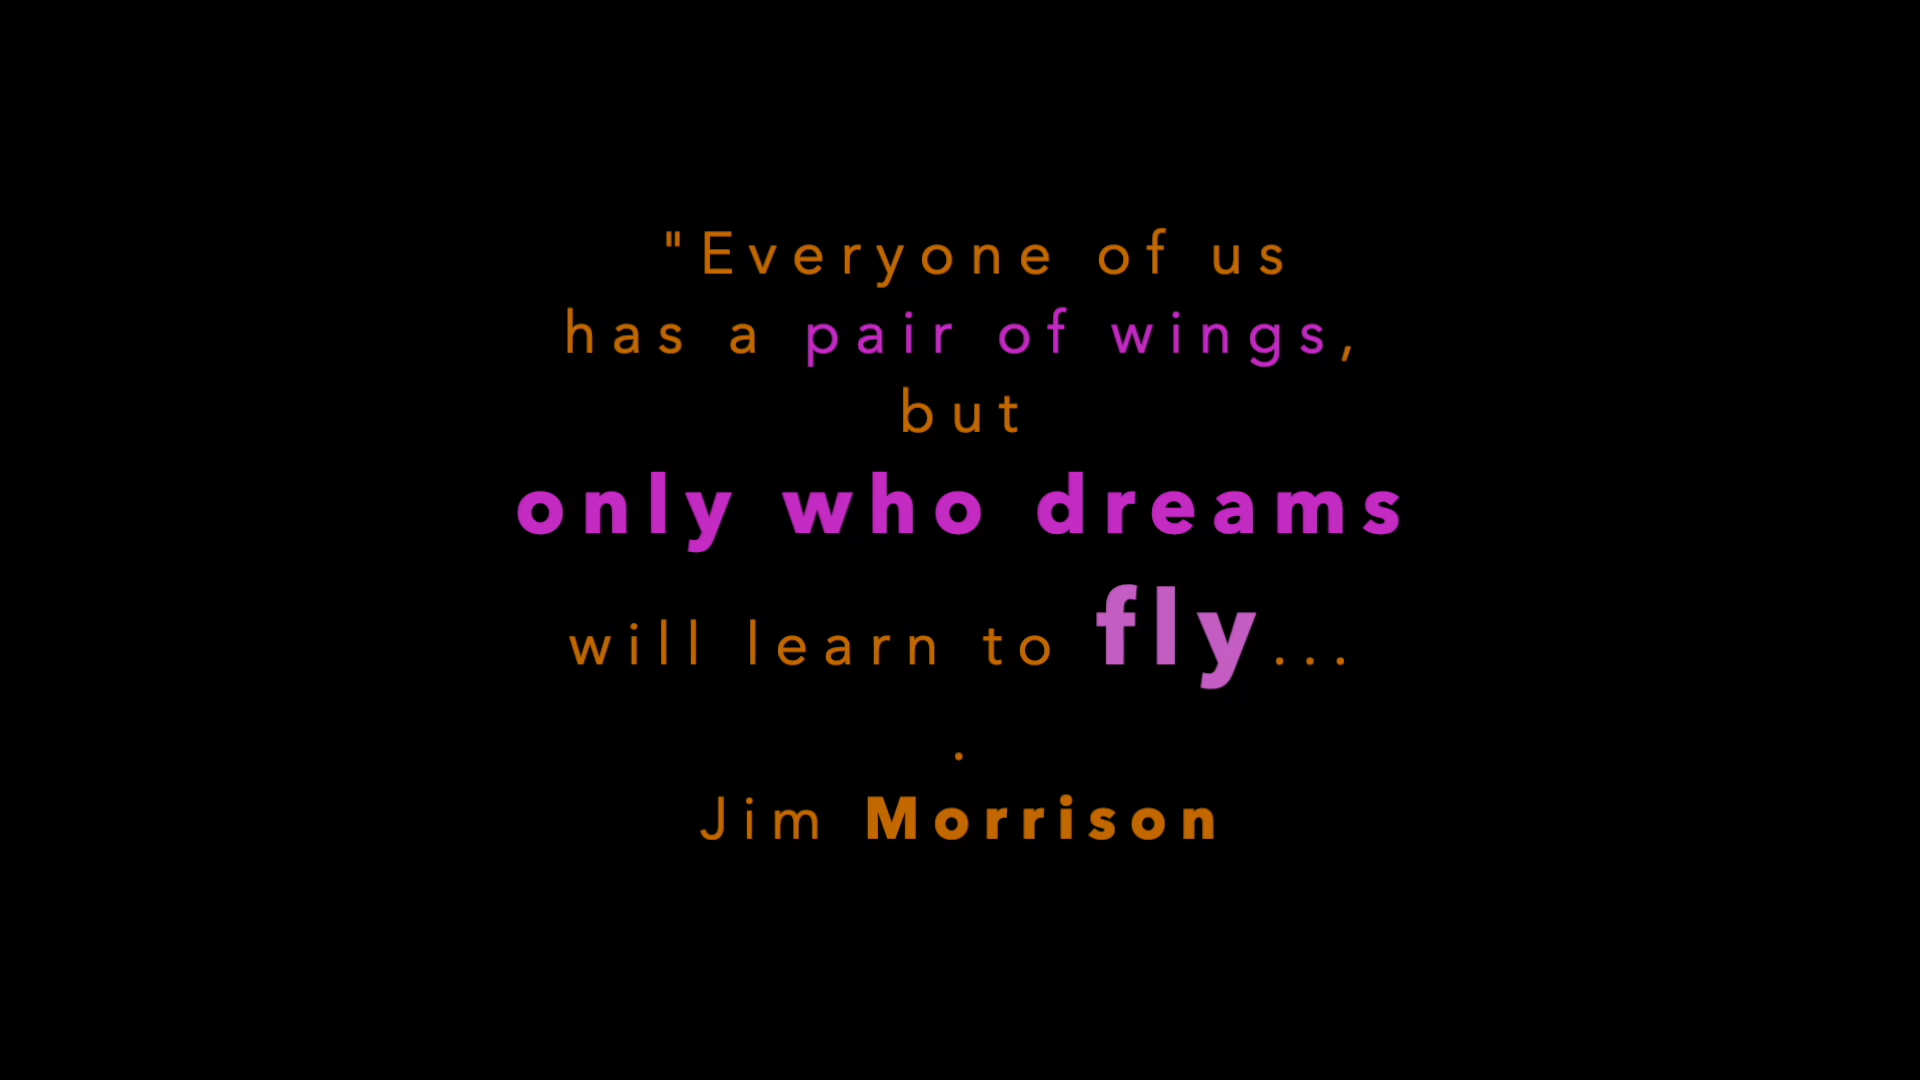 "Everyone of us
has a pair of wings,
but
only who dreams
will learn to fly...
.
Jim Morrison